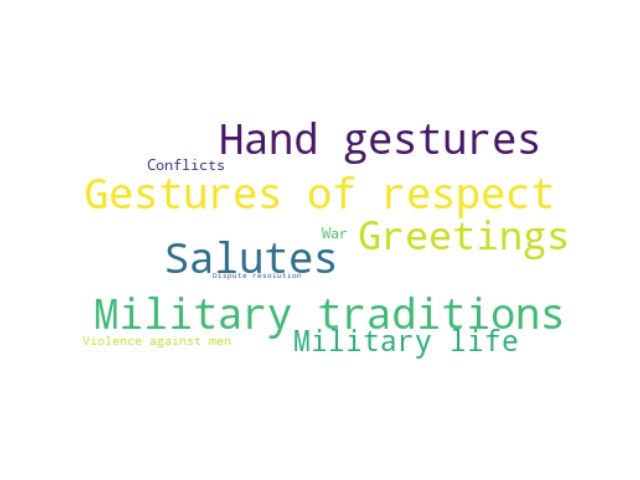 Hand gestures
Conflicts
Gestures of respect
War
Greetings
Salutes
Dispute resolution
Military traditions
Violence against men
Military life